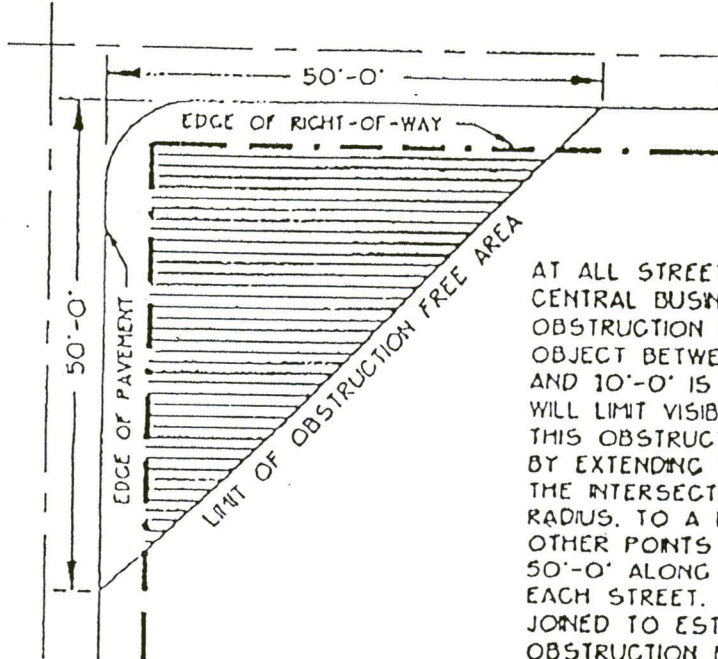 50'-0'
EDGE OF RIGHT-OF-WAY
50'-0'
EDGE OF PAVEMENT
LIMIT OF OBSTRUCTION FREE AREA
AT ALL STREET
CENTRAL BUSIN
OBSTRUCTION
OBJECT BETWE
AND 10'-0' IS
WILL LIMIT VISIB
THIS OBSTRUC
BY EXTENDING
THE INTERSECT
RADIUS. TO A
OTHER POINTS
50'-0' ALONG
EACH STREET.
JOINED TO EST
OBSTRUCTION